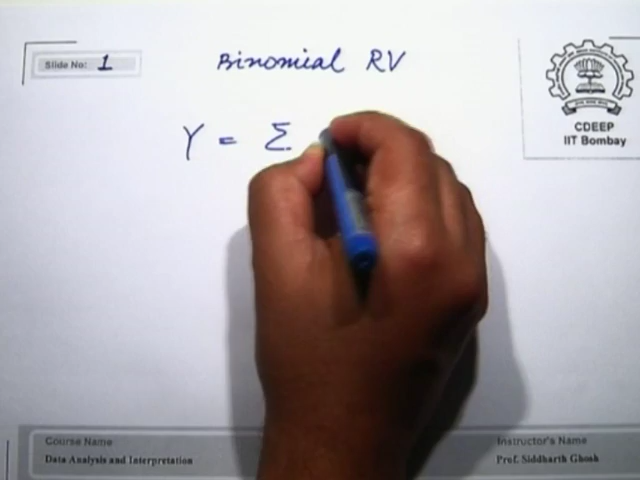 Slide No: 1
Binomial RV
CDEEP
IIT Bombay
Y = Σ
Course Name
Instructor's Name
Data Analysis and Interpretation
Prof. Siddharth Ghosh